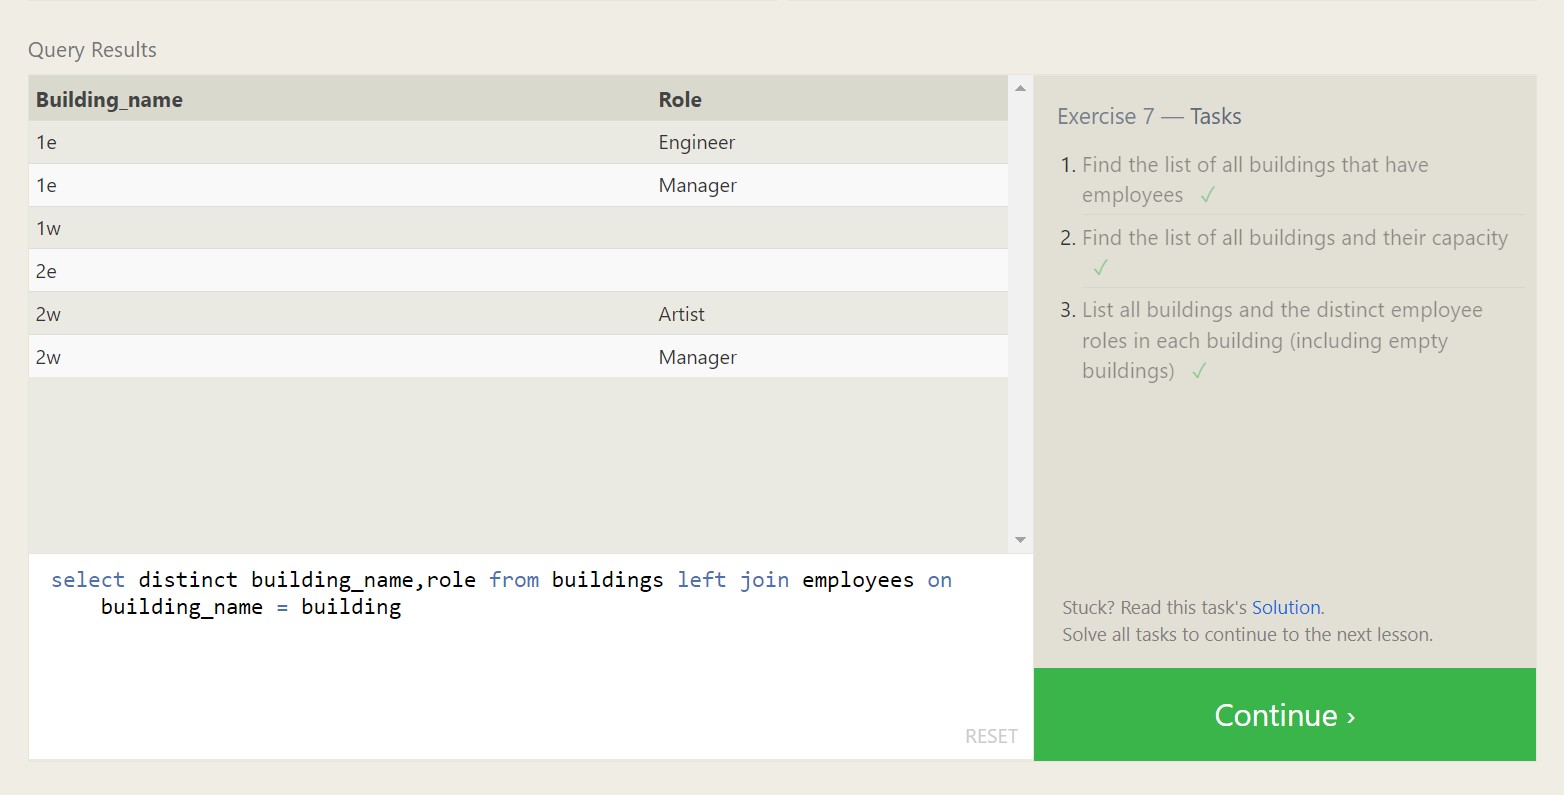 Query Results
Building_name Role
1e Engineer
1e Manager
1w
2e
2w Artist
2w Manager
select distinct building_name,role from buildings left join employees on
building_name = building
RESET
Exercise 7 — Tasks
1. Find the list of all buildings that have
employees ✓
2. Find the list of all buildings and their capacity
✓
3. List all buildings and the distinct employee
roles in each building (including empty
buildings) ✓
Stuck? Read this task's Solution.
Solve all tasks to continue to the next lesson.
Continue ›